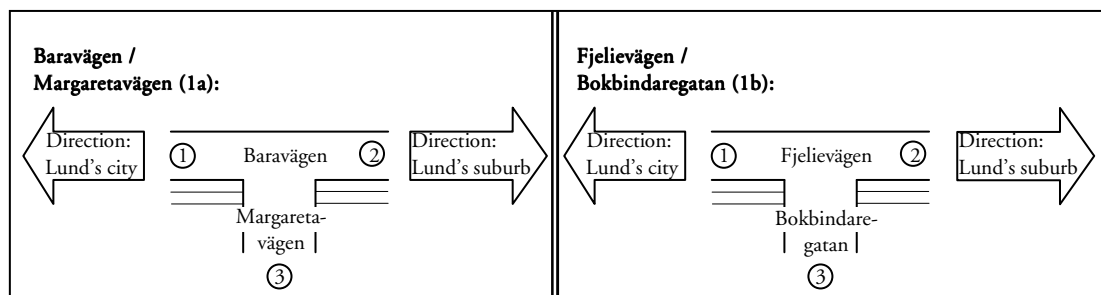 Baravägen /
Margaretavägen (1a):
Direction:
Lund's city
1
Baravägen
2
Direction:
Lund's suburb
Margareta-
vägen
3
Fjelievägen /
Bokbindaregatan (1b):
Direction:
Lund's city
1
Fjelievägen
2
Direction:
Lund's suburb
Bokbindare-
gatan
3